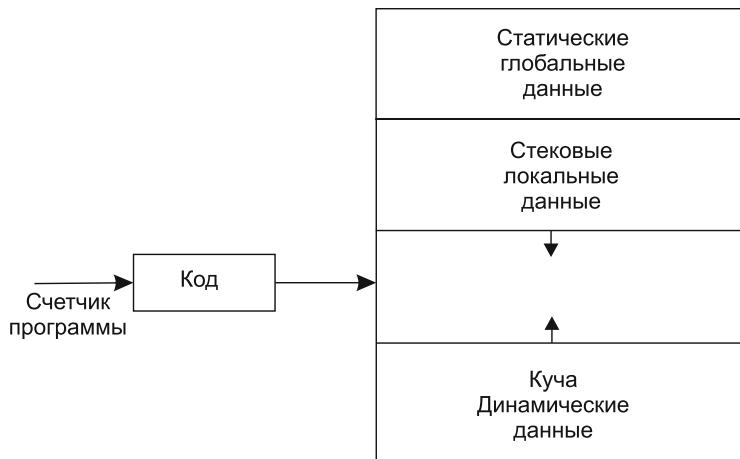 Статические
глобальные
данные
Стековые
локальные
данные
Код
Счетчик
программы
Куча
Динамические
данные